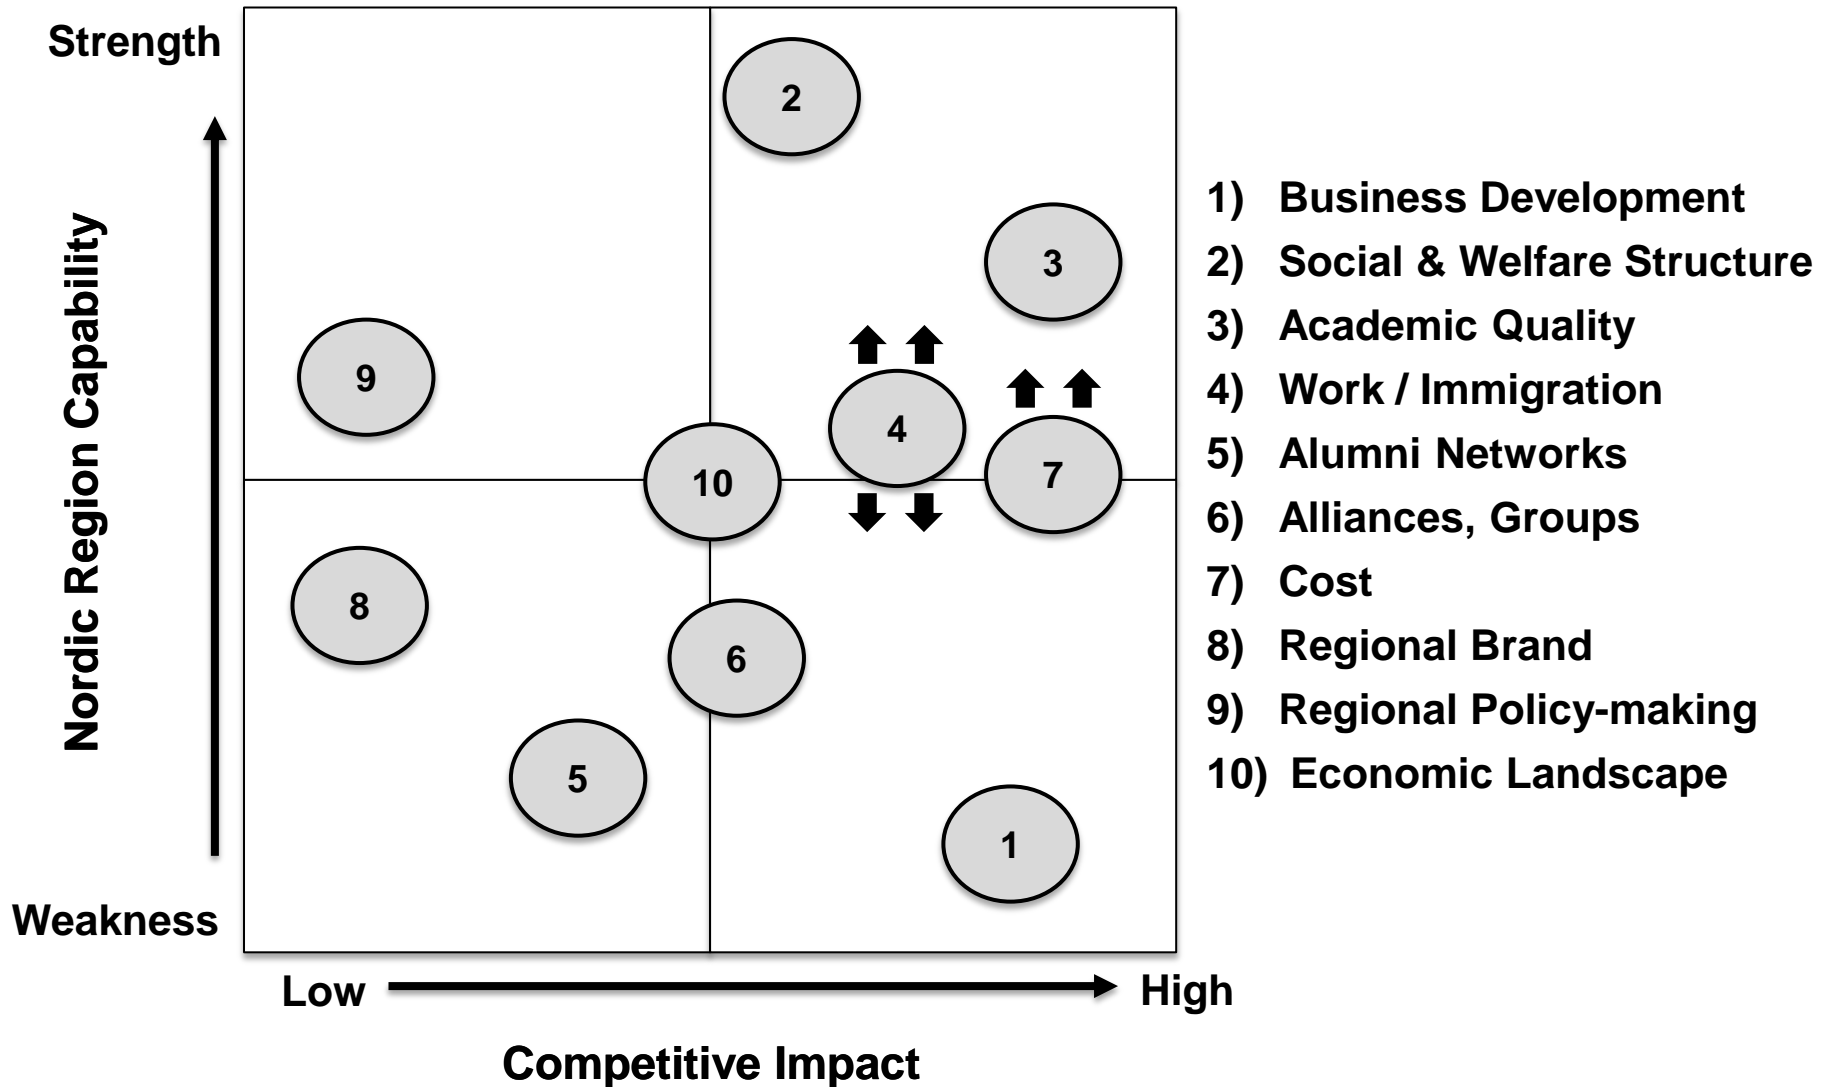 Strength
2
3
9
4
7
10
8
6
5
1
Weakness
Nordic Region Capability
Low
High
Competitive Impact
1) Business Development
2) Social & Welfare Structure
3) Academic Quality
4) Work / Immigration
5) Alumni Networks
6) Alliances, Groups
7) Cost
8) Regional Brand
9) Regional Policy-making
10) Economic Landscape